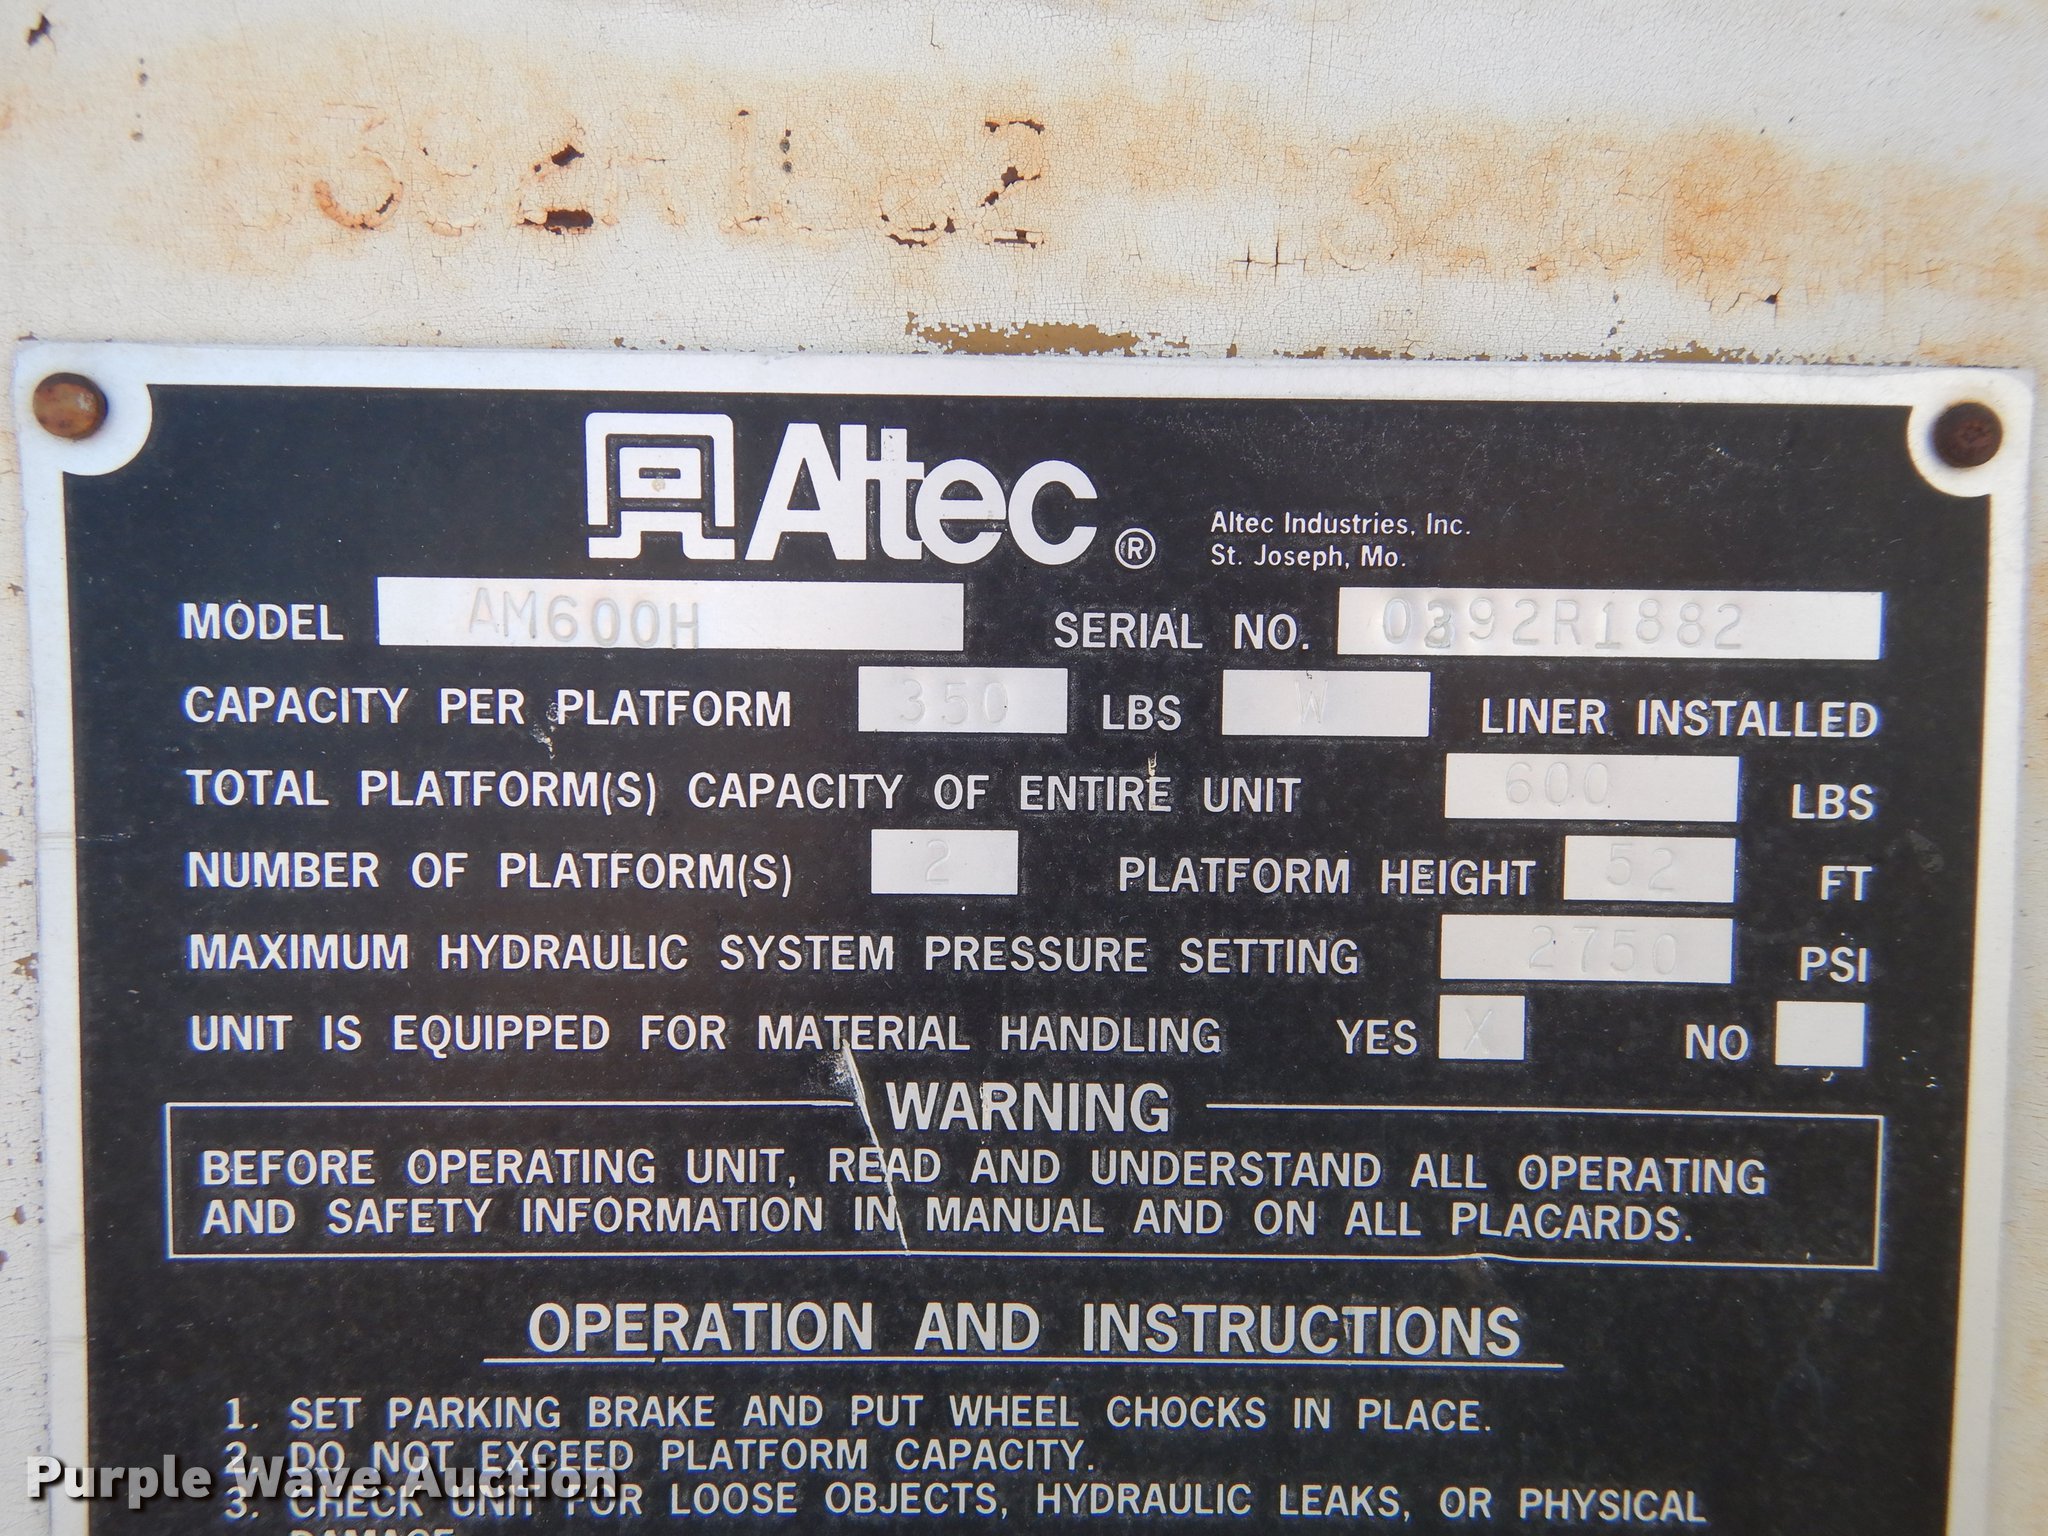 Altec®
Altec Industries, Inc.
St. Joseph, Mo.
MODEL AM600H SERIAL NO. 0392R1882
CAPACITY PER PLATFORM 350 LBS W LINER INSTALLED
TOTAL PLATFORM(S) CAPACITY OF ENTIRE UNIT 600 LBS
NUMBER OF PLATFORM(S) 2 PLATFORM HEIGHT 52 FT
MAXIMUM HYDRAULIC SYSTEM PRESSURE SETTING 2750 PSI
UNIT IS EQUIPPED FOR MATERIAL HANDLING YES X NO
WARNING
BEFORE OPERATING UNIT, READ AND UNDERSTAND ALL OPERATING
AND SAFETY INFORMATION IN MANUAL AND ON ALL PLACARDS.
OPERATION AND INSTRUCTIONS
1. SET PARKING BRAKE AND PUT WHEEL CHOCKS IN PLACE.
2. DO NOT EXCEED PLATFORM CAPACITY.
3. CHECK UNIT FOR LOOSE OBJECTS, HYDRAULIC LEAKS, OR PHYSICAL
DAMAGE
Purple Wave Auction